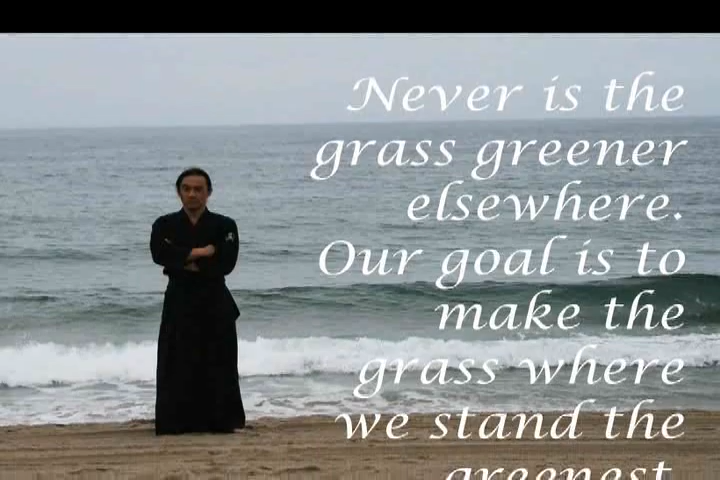 Never is the
grass greener
elsewhere.
Our goal is to
make the
grass where
we stand the
greenest.